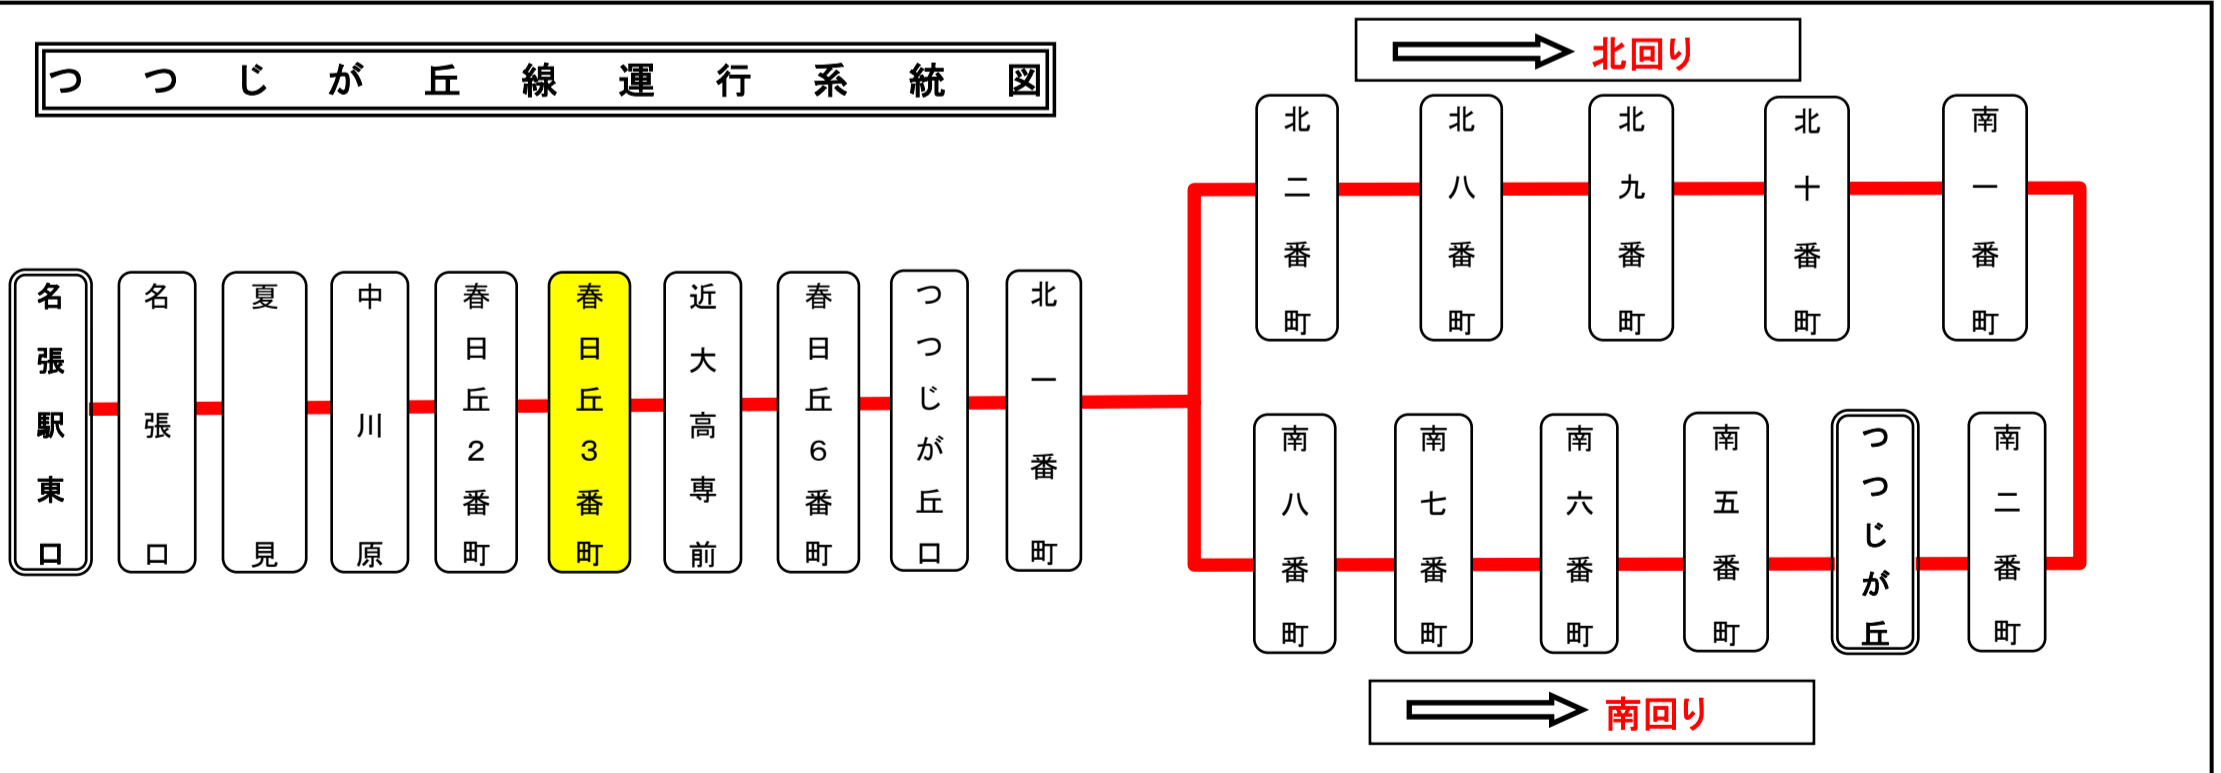 つつじが丘線運行系統図
北回り
北二番町
北八番町
北九番町
北十番町
南一番町
名張駅東口
名張口
夏見
中川原
春日丘2番町
春日丘3番町
近大高専前
春日丘6番町
つつじが丘口
北一番町
南八番町
南七番町
南六番町
南五番町
つつじが丘
南二番町
南回り